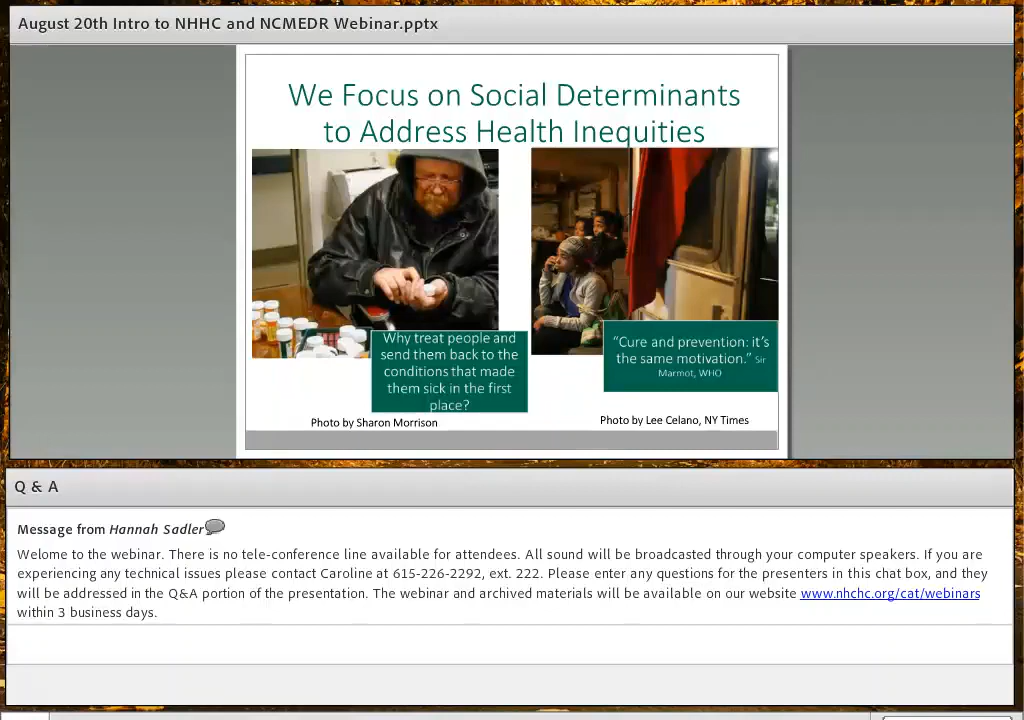 August 20th Intro to NHHC and NCMEDR Webinar.pptx
We Focus on Social Determinants
to Address Health Inequities
Why treat people and
send them back to the
conditions that made
them sick in the first
place?
“Cure and prevention: it’s
the same motivation.” Sir
Marmot, WHO
Photo by Sharon Morrison
Photo by Lee Celano, NY Times
Q & A
Message from Hannah Sadler
Welome to the webinar. There is no tele-conference line available for attendees. All sound will be broadcasted through your computer speakers. If you are
experiencing any technical issues please contact Caroline at 615-226-2292, ext. 222. Please enter any questions for the presenters in this chat box, and they
will be addressed in the Q&A portion of the presentation. The webinar and archived materials will be available on our website www.nhchc.org/cat/webinars
within 3 business days.